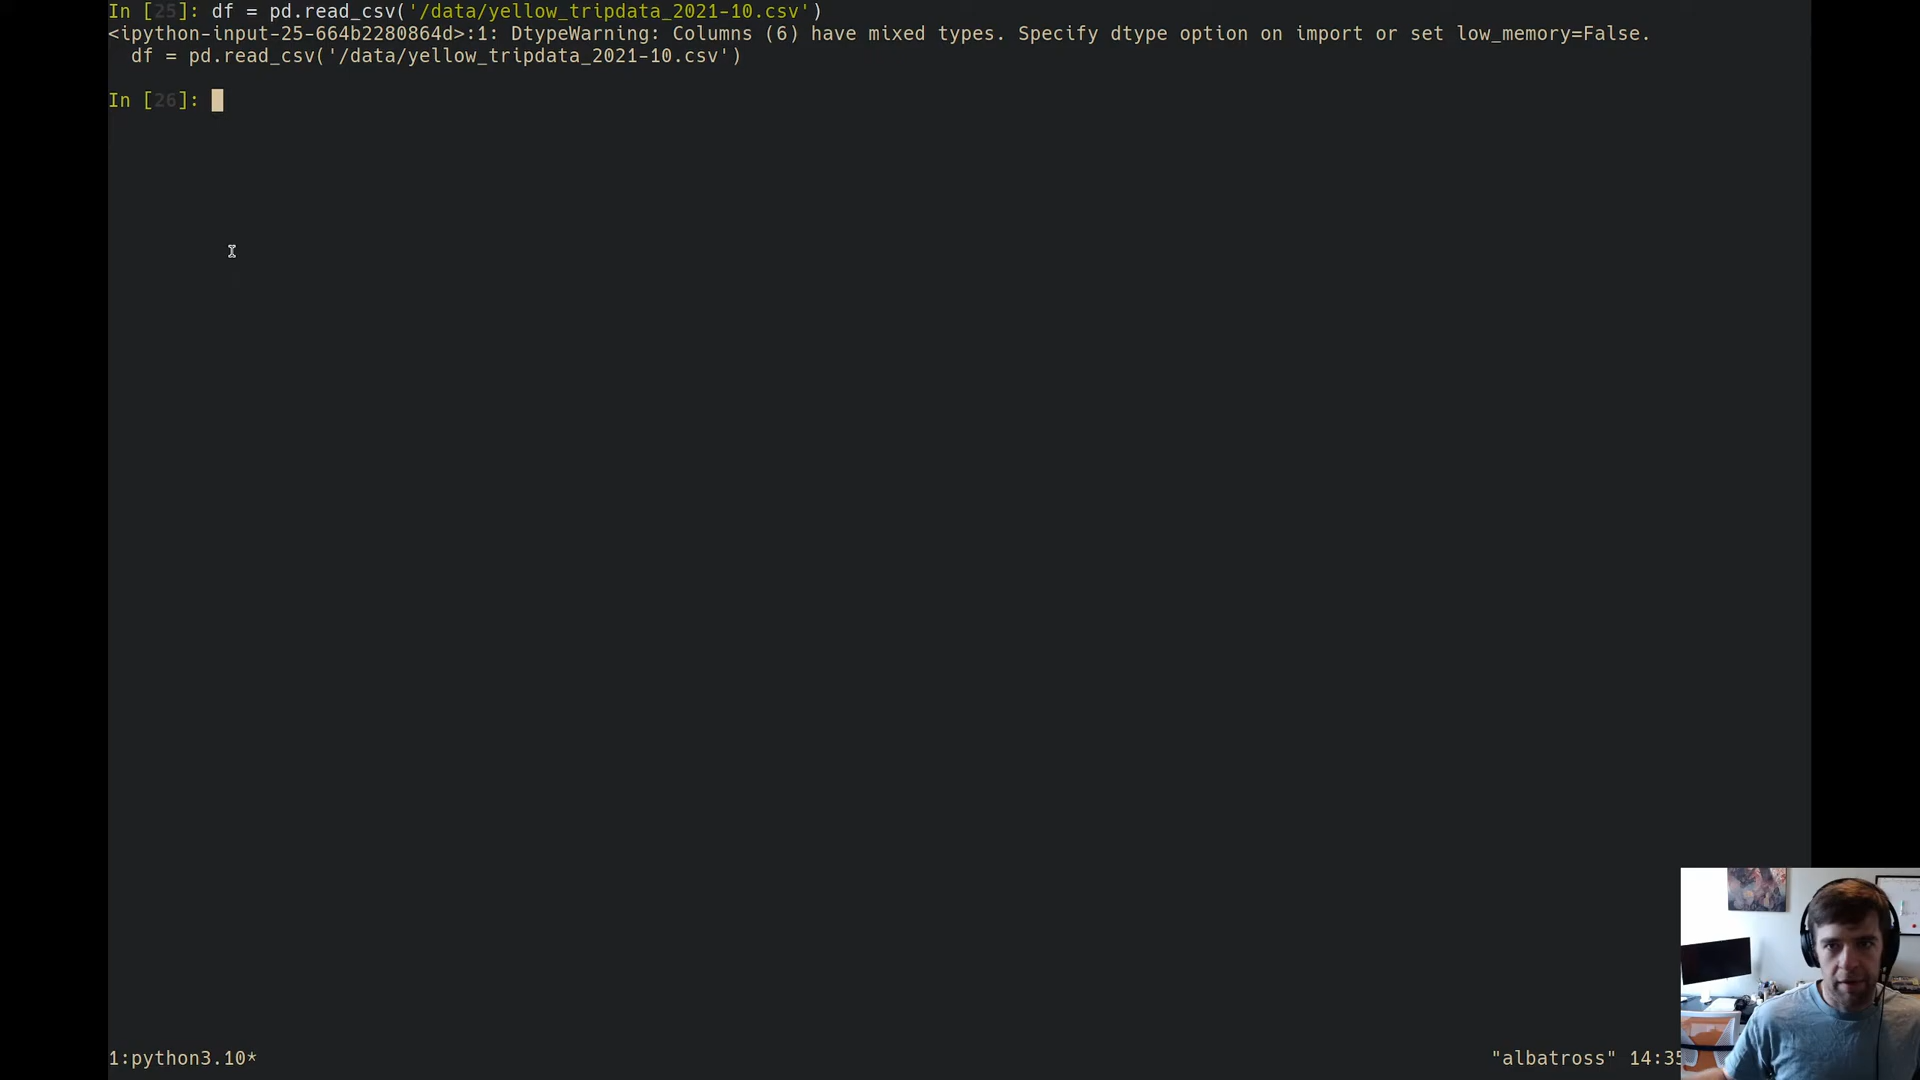 In [25]: df = pd.read_csv('/data/yellow_tripdata_2021-10.csv')
<ipython-input-25-664b2280864d>:1: DtypeWarning: Columns (6) have mixed types. Specify dtype option on import or set low_memory=False.
  df = pd.read_csv('/data/yellow_tripdata_2021-10.csv')
In [26]:
1:python3.10* "albatross" 14:35